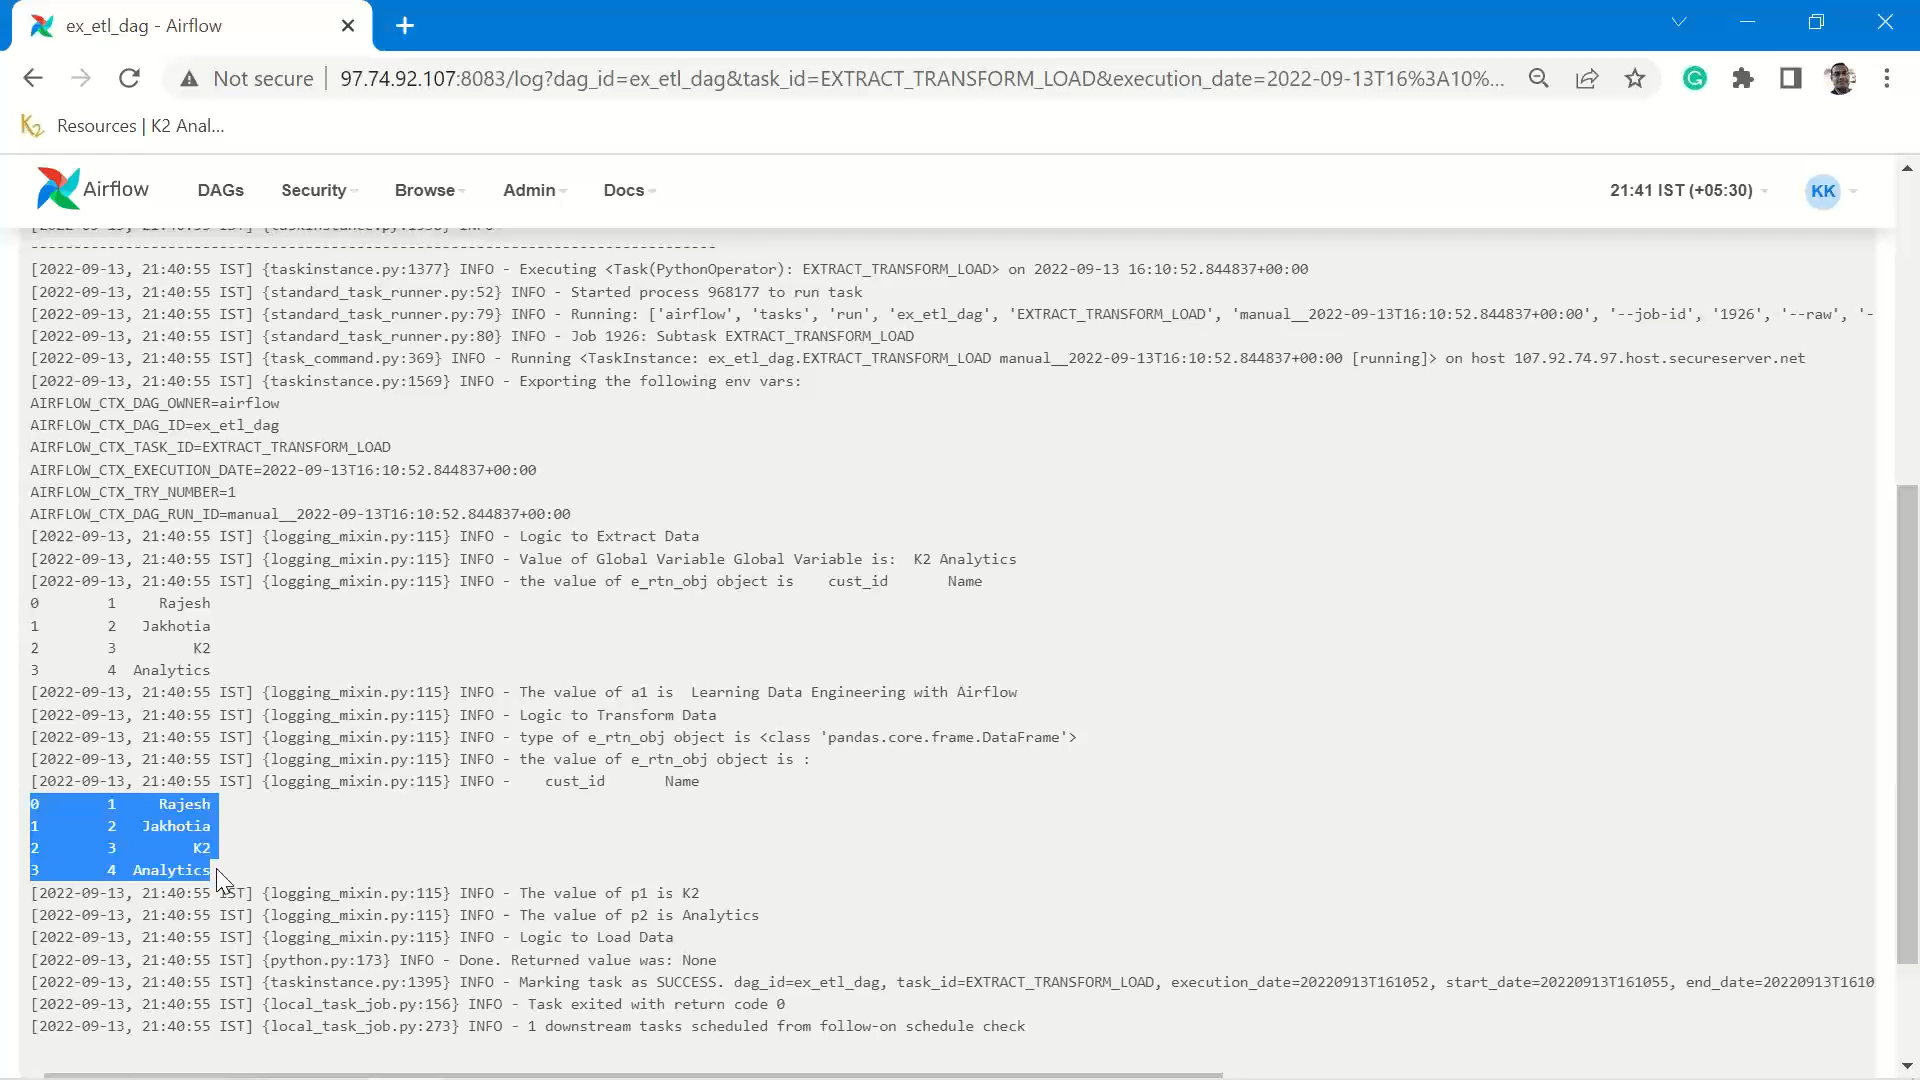 ex_etl_dag - Airflow
Not secure
97.74.92.107:8083/log?dag_id=ex_etl_dag&task_id=EXTRACT_TRANSFORM_LOAD&execution_date=2022-09-13T16%3A10%...
Resources | K2 Anal...
Airflow
DAGs
Security
Browse
Admin
Docs
21:41 IST (+05:30)
KK
--------------------------------------------------------------------------------
[2022-09-13, 21:40:55 IST] {taskinstance.py:1377} INFO - Executing <Task(PythonOperator): EXTRACT_TRANSFORM_LOAD> on 2022-09-13 16:10:52.844837+00:00
[2022-09-13, 21:40:55 IST] {standard_task_runner.py:52} INFO - Started process 968177 to run task
[2022-09-13, 21:40:55 IST] {standard_task_runner.py:79} INFO - Running: ['airflow', 'tasks', 'run', 'ex_etl_dag', 'EXTRACT_TRANSFORM_LOAD', 'manual__2022-09-13T16:10:52.844837+00:00', '--job-id', '1926', '--raw', '-
[2022-09-13, 21:40:55 IST] {standard_task_runner.py:80} INFO - Job 1926: Subtask EXTRACT_TRANSFORM_LOAD
[2022-09-13, 21:40:55 IST] {task_command.py:369} INFO - Running <TaskInstance: ex_etl_dag.EXTRACT_TRANSFORM_LOAD manual__2022-09-13T16:10:52.844837+00:00 [running]> on host 107.92.74.97.host.secureserver.net
[2022-09-13, 21:40:55 IST] {taskinstance.py:1569} INFO - Exporting the following env vars:
AIRFLOW_CTX_DAG_OWNER=airflow
AIRFLOW_CTX_DAG_ID=ex_etl_dag
AIRFLOW_CTX_TASK_ID=EXTRACT_TRANSFORM_LOAD
AIRFLOW_CTX_EXECUTION_DATE=2022-09-13T16:10:52.844837+00:00
AIRFLOW_CTX_TRY_NUMBER=1
AIRFLOW_CTX_DAG_RUN_ID=manual__2022-09-13T16:10:52.844837+00:00
[2022-09-13, 21:40:55 IST] {logging_mixin.py:115} INFO - Logic to Extract Data
[2022-09-13, 21:40:55 IST] {logging_mixin.py:115} INFO - Value of Global Variable Global Variable is:  K2 Analytics
[2022-09-13, 21:40:55 IST] {logging_mixin.py:115} INFO - the value of e_rtn_obj object is    cust_id       Name
0        1     Rajesh
1        2   Jakhotia
2        3         K2
3        4  Analytics
[2022-09-13, 21:40:55 IST] {logging_mixin.py:115} INFO - The value of a1 is  Learning Data Engineering with Airflow
[2022-09-13, 21:40:55 IST] {logging_mixin.py:115} INFO - Logic to Transform Data
[2022-09-13, 21:40:55 IST] {logging_mixin.py:115} INFO - type of e_rtn_obj object is <class 'pandas.core.frame.DataFrame'>
[2022-09-13, 21:40:55 IST] {logging_mixin.py:115} INFO - the value of e_rtn_obj object is :
[2022-09-13, 21:40:55 IST] {logging_mixin.py:115} INFO -    cust_id       Name
0        1     Rajesh
1        2   Jakhotia
2        3         K2
3        4  Analytics
[2022-09-13, 21:40:55 IST] {logging_mixin.py:115} INFO - The value of p1 is K2
[2022-09-13, 21:40:55 IST] {logging_mixin.py:115} INFO - The value of p2 is Analytics
[2022-09-13, 21:40:55 IST] {logging_mixin.py:115} INFO - Logic to Load Data
[2022-09-13, 21:40:55 IST] {python.py:173} INFO - Done. Returned value was: None
[2022-09-13, 21:40:55 IST] {taskinstance.py:1395} INFO - Marking task as SUCCESS. dag_id=ex_etl_dag, task_id=EXTRACT_TRANSFORM_LOAD, execution_date=20220913T161052, start_date=20220913T161055, end_date=20220913T1610
[2022-09-13, 21:40:55 IST] {local_task_job.py:156} INFO - Task exited with return code 0
[2022-09-13, 21:40:55 IST] {local_task_job.py:273} INFO - 1 downstream tasks scheduled from follow-on schedule check